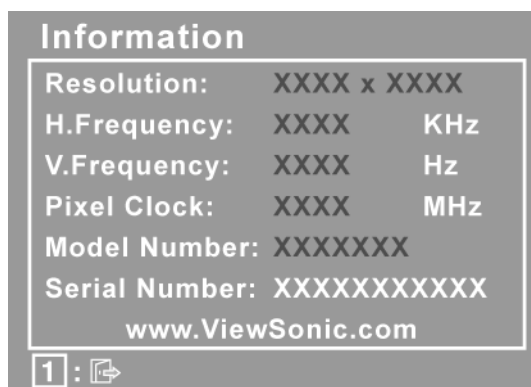 Information
Resolution: XXXX x XXXX
H.Frequency: XXXX KHz
V.Frequency: XXXX Hz
Pixel Clock: XXXX MHz
Model Number: XXXXXXX
Serial Number: XXXXXXXXXXX
www.ViewSonic.com
1 :